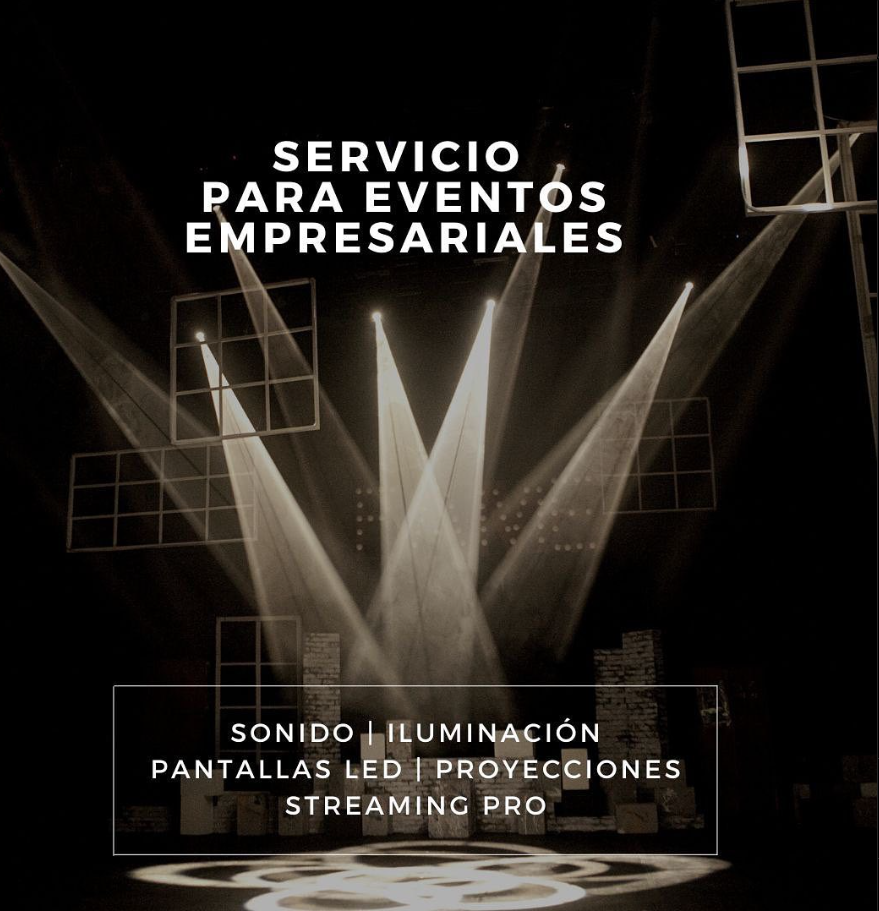 SERVICIO
PARA EVENTOS
EMPRESARIALES
SONIDO | ILUMINACIÓN
PANTALLAS LED | PROYECCIONES
STREAMING PRO